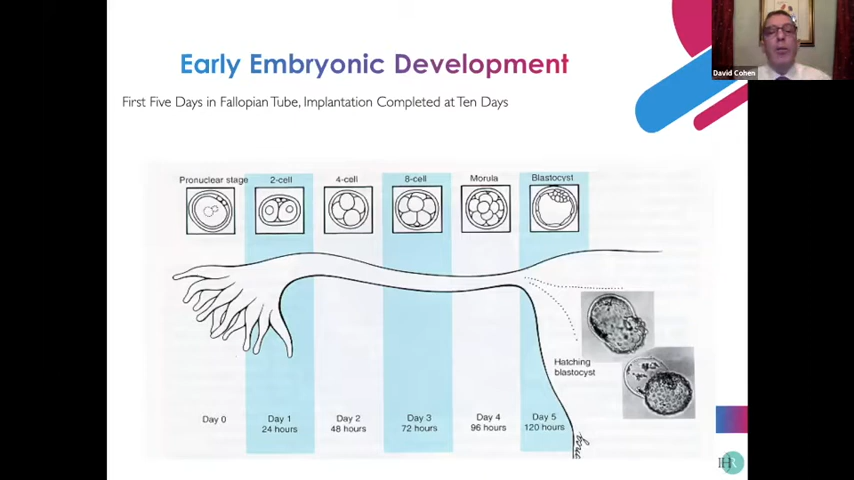 Early Embryonic Development
David Cohen
First Five Days in Fallopian Tube, Implantation Completed at Ten Days
Pronuclear stage 2-cell 4-cell 8-cell Morula Blastocyst
Hatching
blastocyst
Day 0 Day 1 Day 2 Day 3 Day 4 Day 5
24 hours 48 hours 72 hours 96 hours 120 hours
mca
IHR